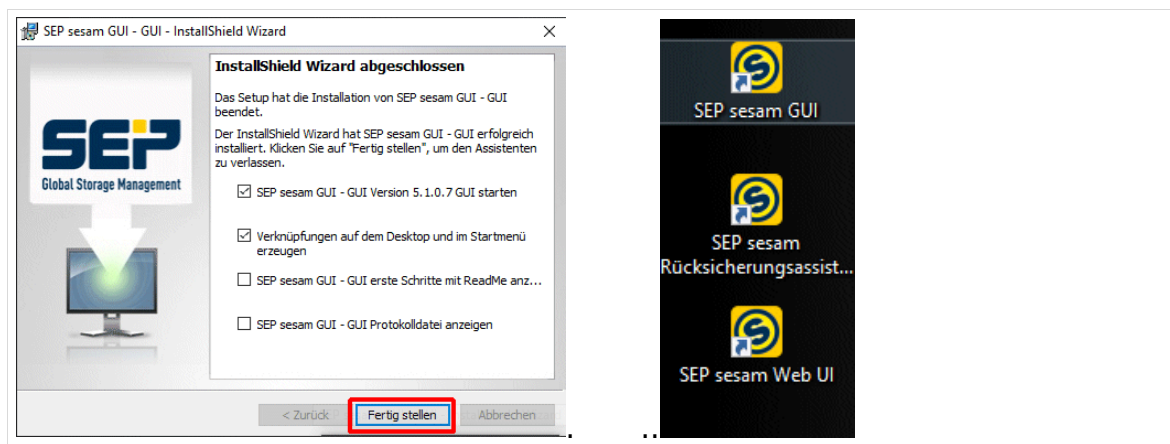 SEP sesam GUI - GUI - InstallShield Wizard
InstallShield Wizard abgeschlossen
Das Setup hat die Installation von SEP sesam GUI - GUI
beendet.
Der InstallShield Wizard hat SEP sesam GUI - GUI erfolgreich
installiert. Klicken Sie auf "Fertig stellen", um den Assistenten
zu verlassen.
SEP
Global Storage Management
SEP sesam GUI - GUI Version 5.1.0.7 GUI starten
Verknüpfungen auf dem Desktop und im Startmenü
erzeugen
SEP sesam GUI - GUI erste Schritte mit ReadMe anz...
SEP sesam GUI - GUI Protokolldatei anzeigen
< Zurück
Fertig stellen
Abbrechen
SEP sesam GUI
SEP sesam
Rücksicherungsassist...
SEP sesam Web UI